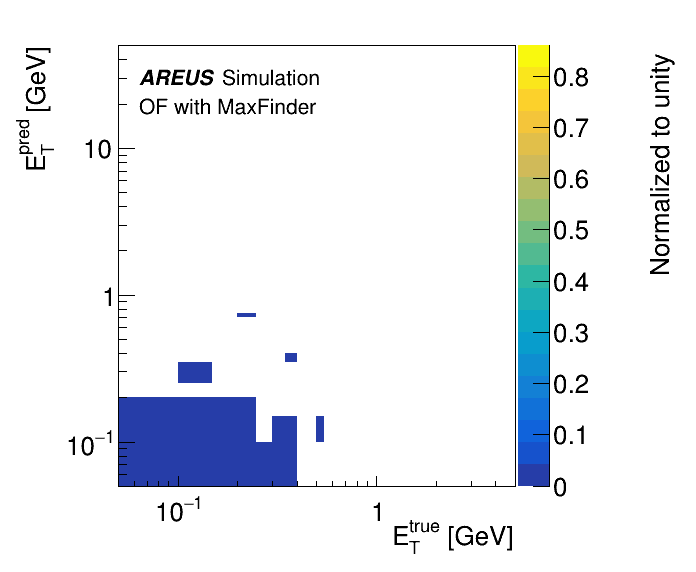 AREUS Simulation
OF with MaxFinder
E_T^pred [GeV]
10
1
10⁻¹
10⁻¹
1
E_T^true [GeV]
0.8
0.7
0.6
0.5
0.4
0.3
0.2
0.1
0
Normalized to unity